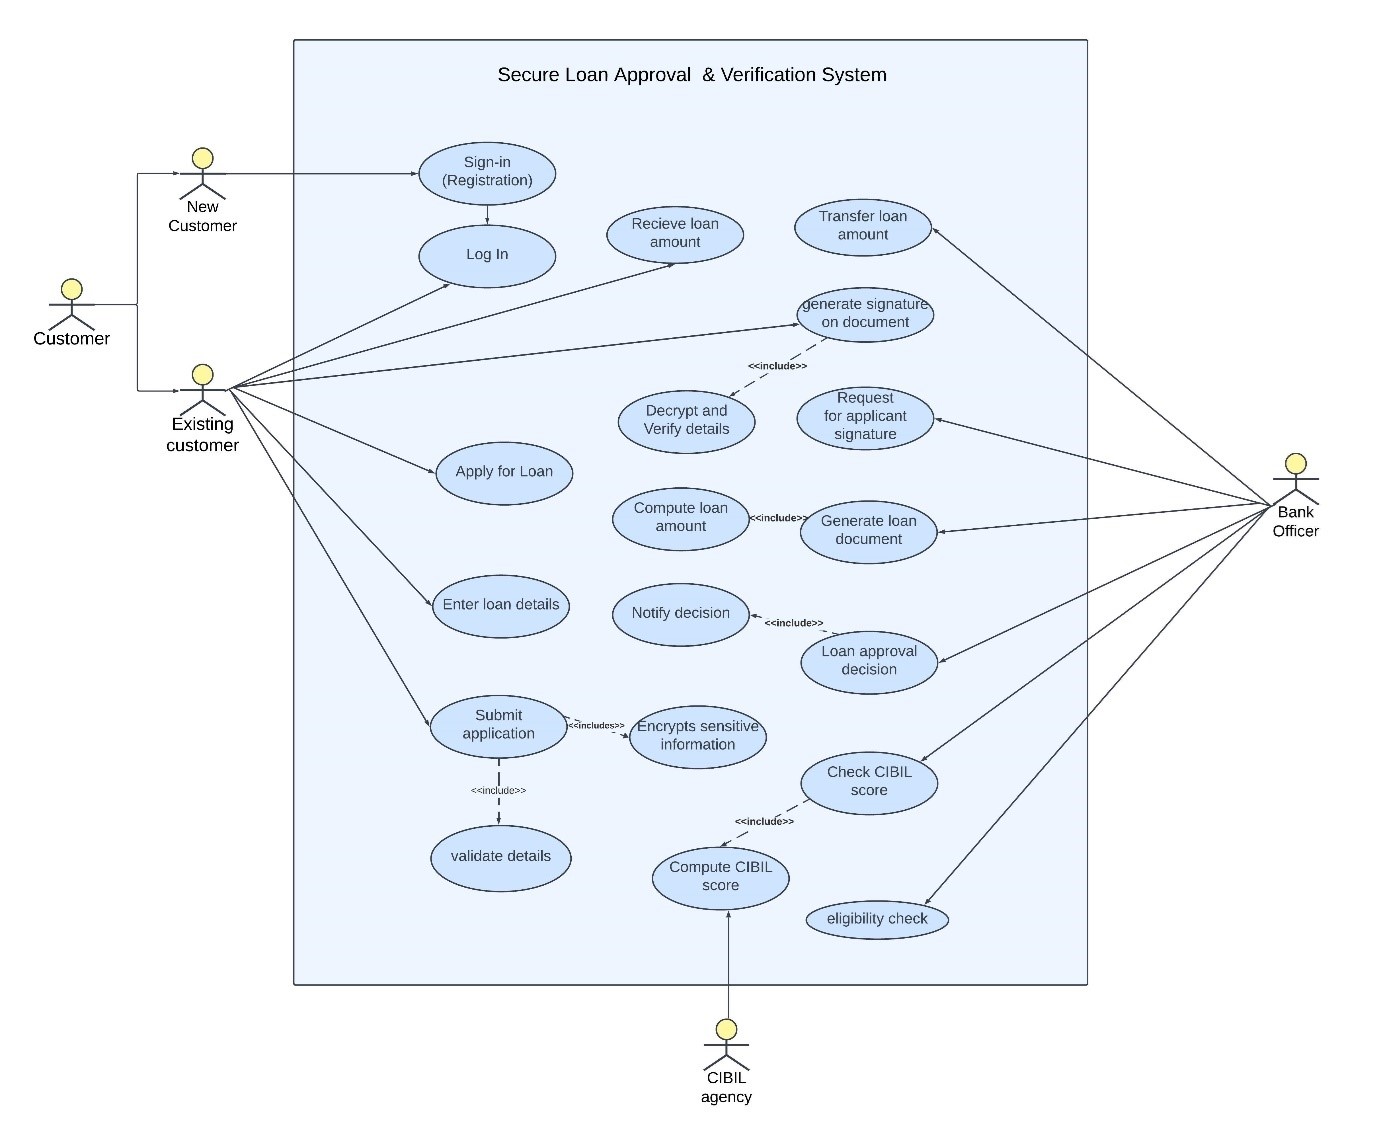 Secure Loan Approval  & Verification System
Sign-in
(Registration)
New
Customer
Log In
Recieve loan
amount
Transfer loan
amount
Customer
generate signature
on document
<<include>>
Existing
customer
Decrypt and
Verify details
Request
for applicant
signature
Apply for Loan
Bank
Officer
Compute loan
amount
<<include>>
Generate loan
document
Enter loan details
Notify decision
<<include>>
Loan approval
decision
Submit
application
<<includes>>
Encrypts sensitive
information
<<include>>
Check CIBIL
score
<<include>>
validate details
Compute CIBIL
score
eligibility check
CIBIL
agency